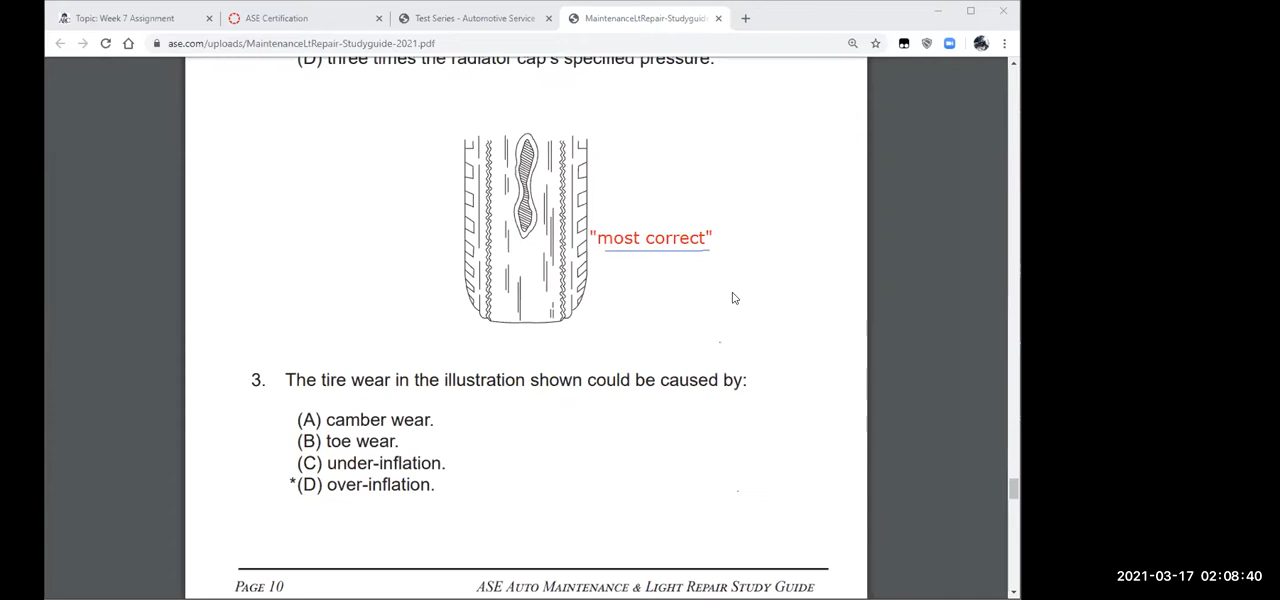 Topic: Week 7 Assignment
ASE Certification
Test Series - Automotive Service
MaintenanceLtRepair-Studyguid
ase.com/uploads/MaintenanceLtRepair-Studyguide-2021.pdf
(D) three times the radiator cap's specified pressure.
"most correct"
3. The tire wear in the illustration shown could be caused by:
(A) camber wear.
(B) toe wear.
(C) under-inflation.
*(D) over-inflation.
PAGE 10 ASE AUTO MAINTENANCE & LIGHT REPAIR STUDY GUIDE
2021-03-17 02:08:40